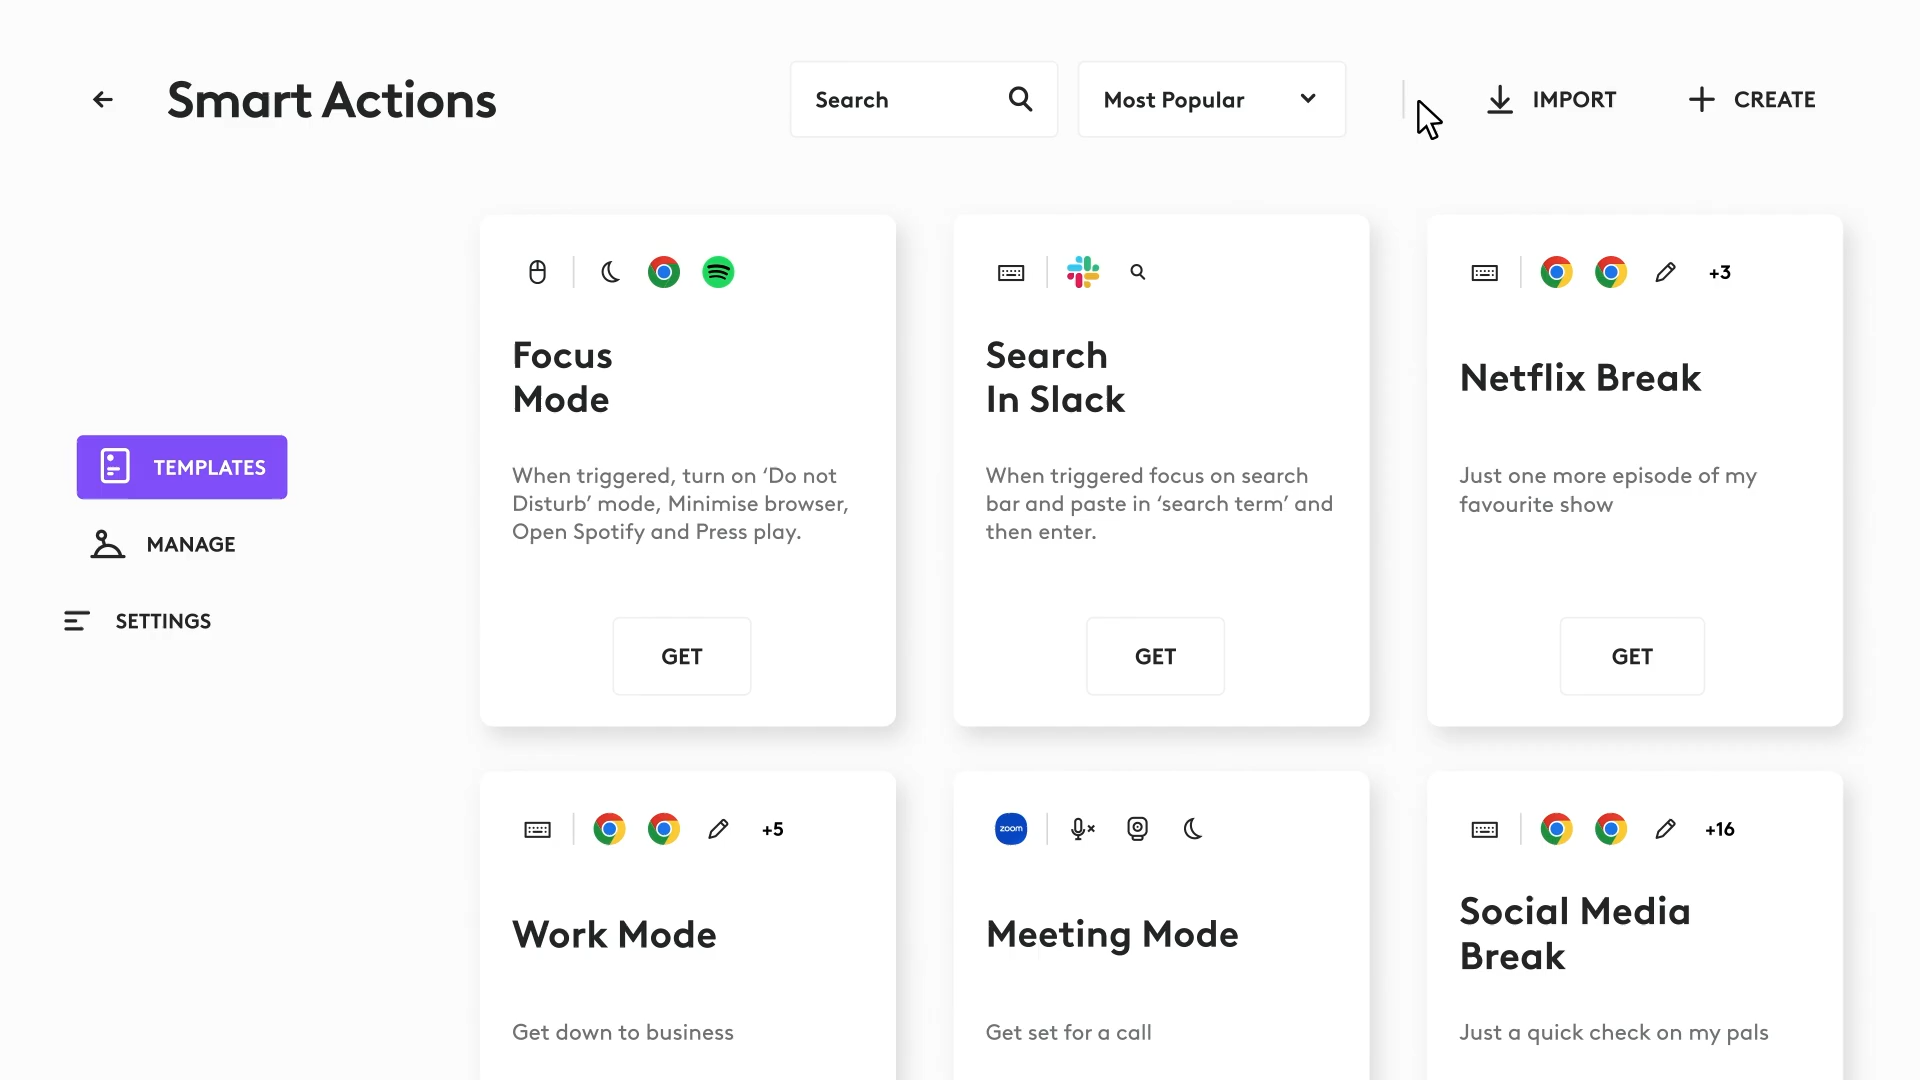 Smart Actions
Search
Most Popular
IMPORT
CREATE
TEMPLATES
MANAGE
SETTINGS
Focus
Mode
When triggered, turn on ‘Do not
Disturb’ mode, Minimise browser,
Open Spotify and Press play.
GET
Search
In Slack
When triggered focus on search
bar and paste in ‘search term’ and
then enter.
GET
+3
Netflix Break
Just one more episode of my
favourite show
GET
+5
Work Mode
Get down to business
zoom
Meeting Mode
Get set for a call
+16
Social Media
Break
Just a quick check on my pals